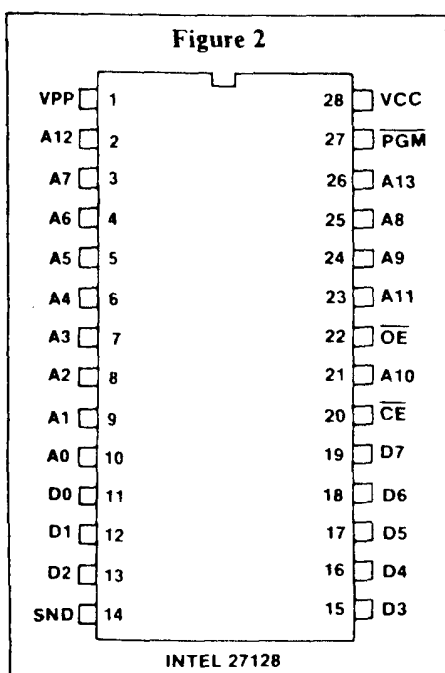 Figure 2
VPP 1 28 VCC
A12 2 27 PGM
A7 3 26 A13
A6 4 25 A8
A5 5 24 A9
A4 6 23 A11
A3 7 22 OE
A2 8 21 A10
A1 9 20 CE
A0 10 19 D7
D0 11 18 D6
D1 12 17 D5
D2 13 16 D4
SND 14 15 D3
INTEL 27128